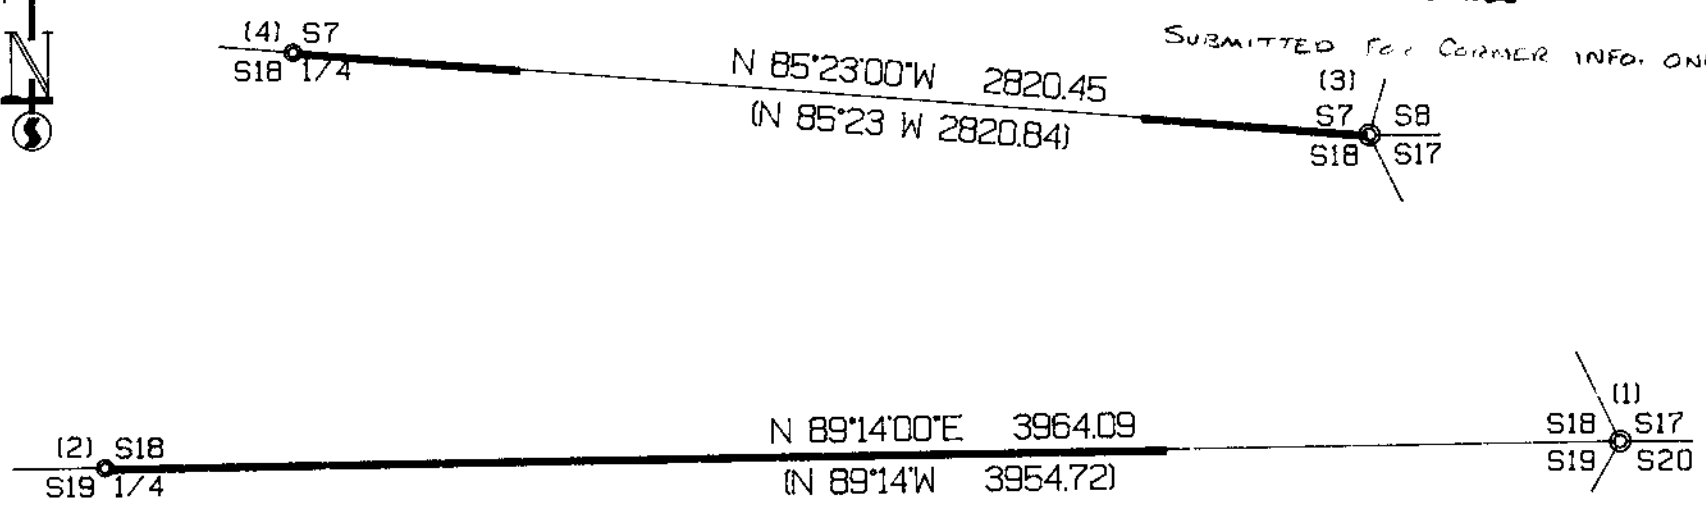 N
SUBMITTED FOR CORNER INFO.
(4) S7
S18 1/4
N 85°23'00"W 2820.45
(N 85°23 W 2820.84)
(3)
S7 S8
S18 S17
N 89°14'00"E 3964.09
(N 89°14'W 3954.72)
(2) S18
S19 1/4
(1)
S18 S17
S19 S20